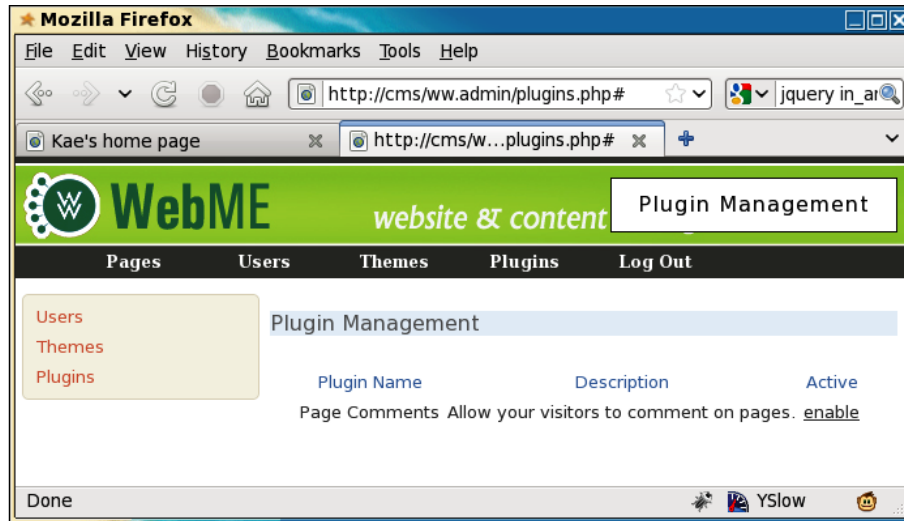 Mozilla Firefox
File Edit View History Bookmarks Tools Help
http://cms/ww.admin/plugins.php# jquery in_ar
Kae's home page http://cms/w...plugins.php#
W WebME website & content Plugin Management
Pages Users Themes Plugins Log Out
Users
Themes
Plugins
Plugin Management
Plugin Name Description Active
Page Comments Allow your visitors to comment on pages. enable
Done YSlow